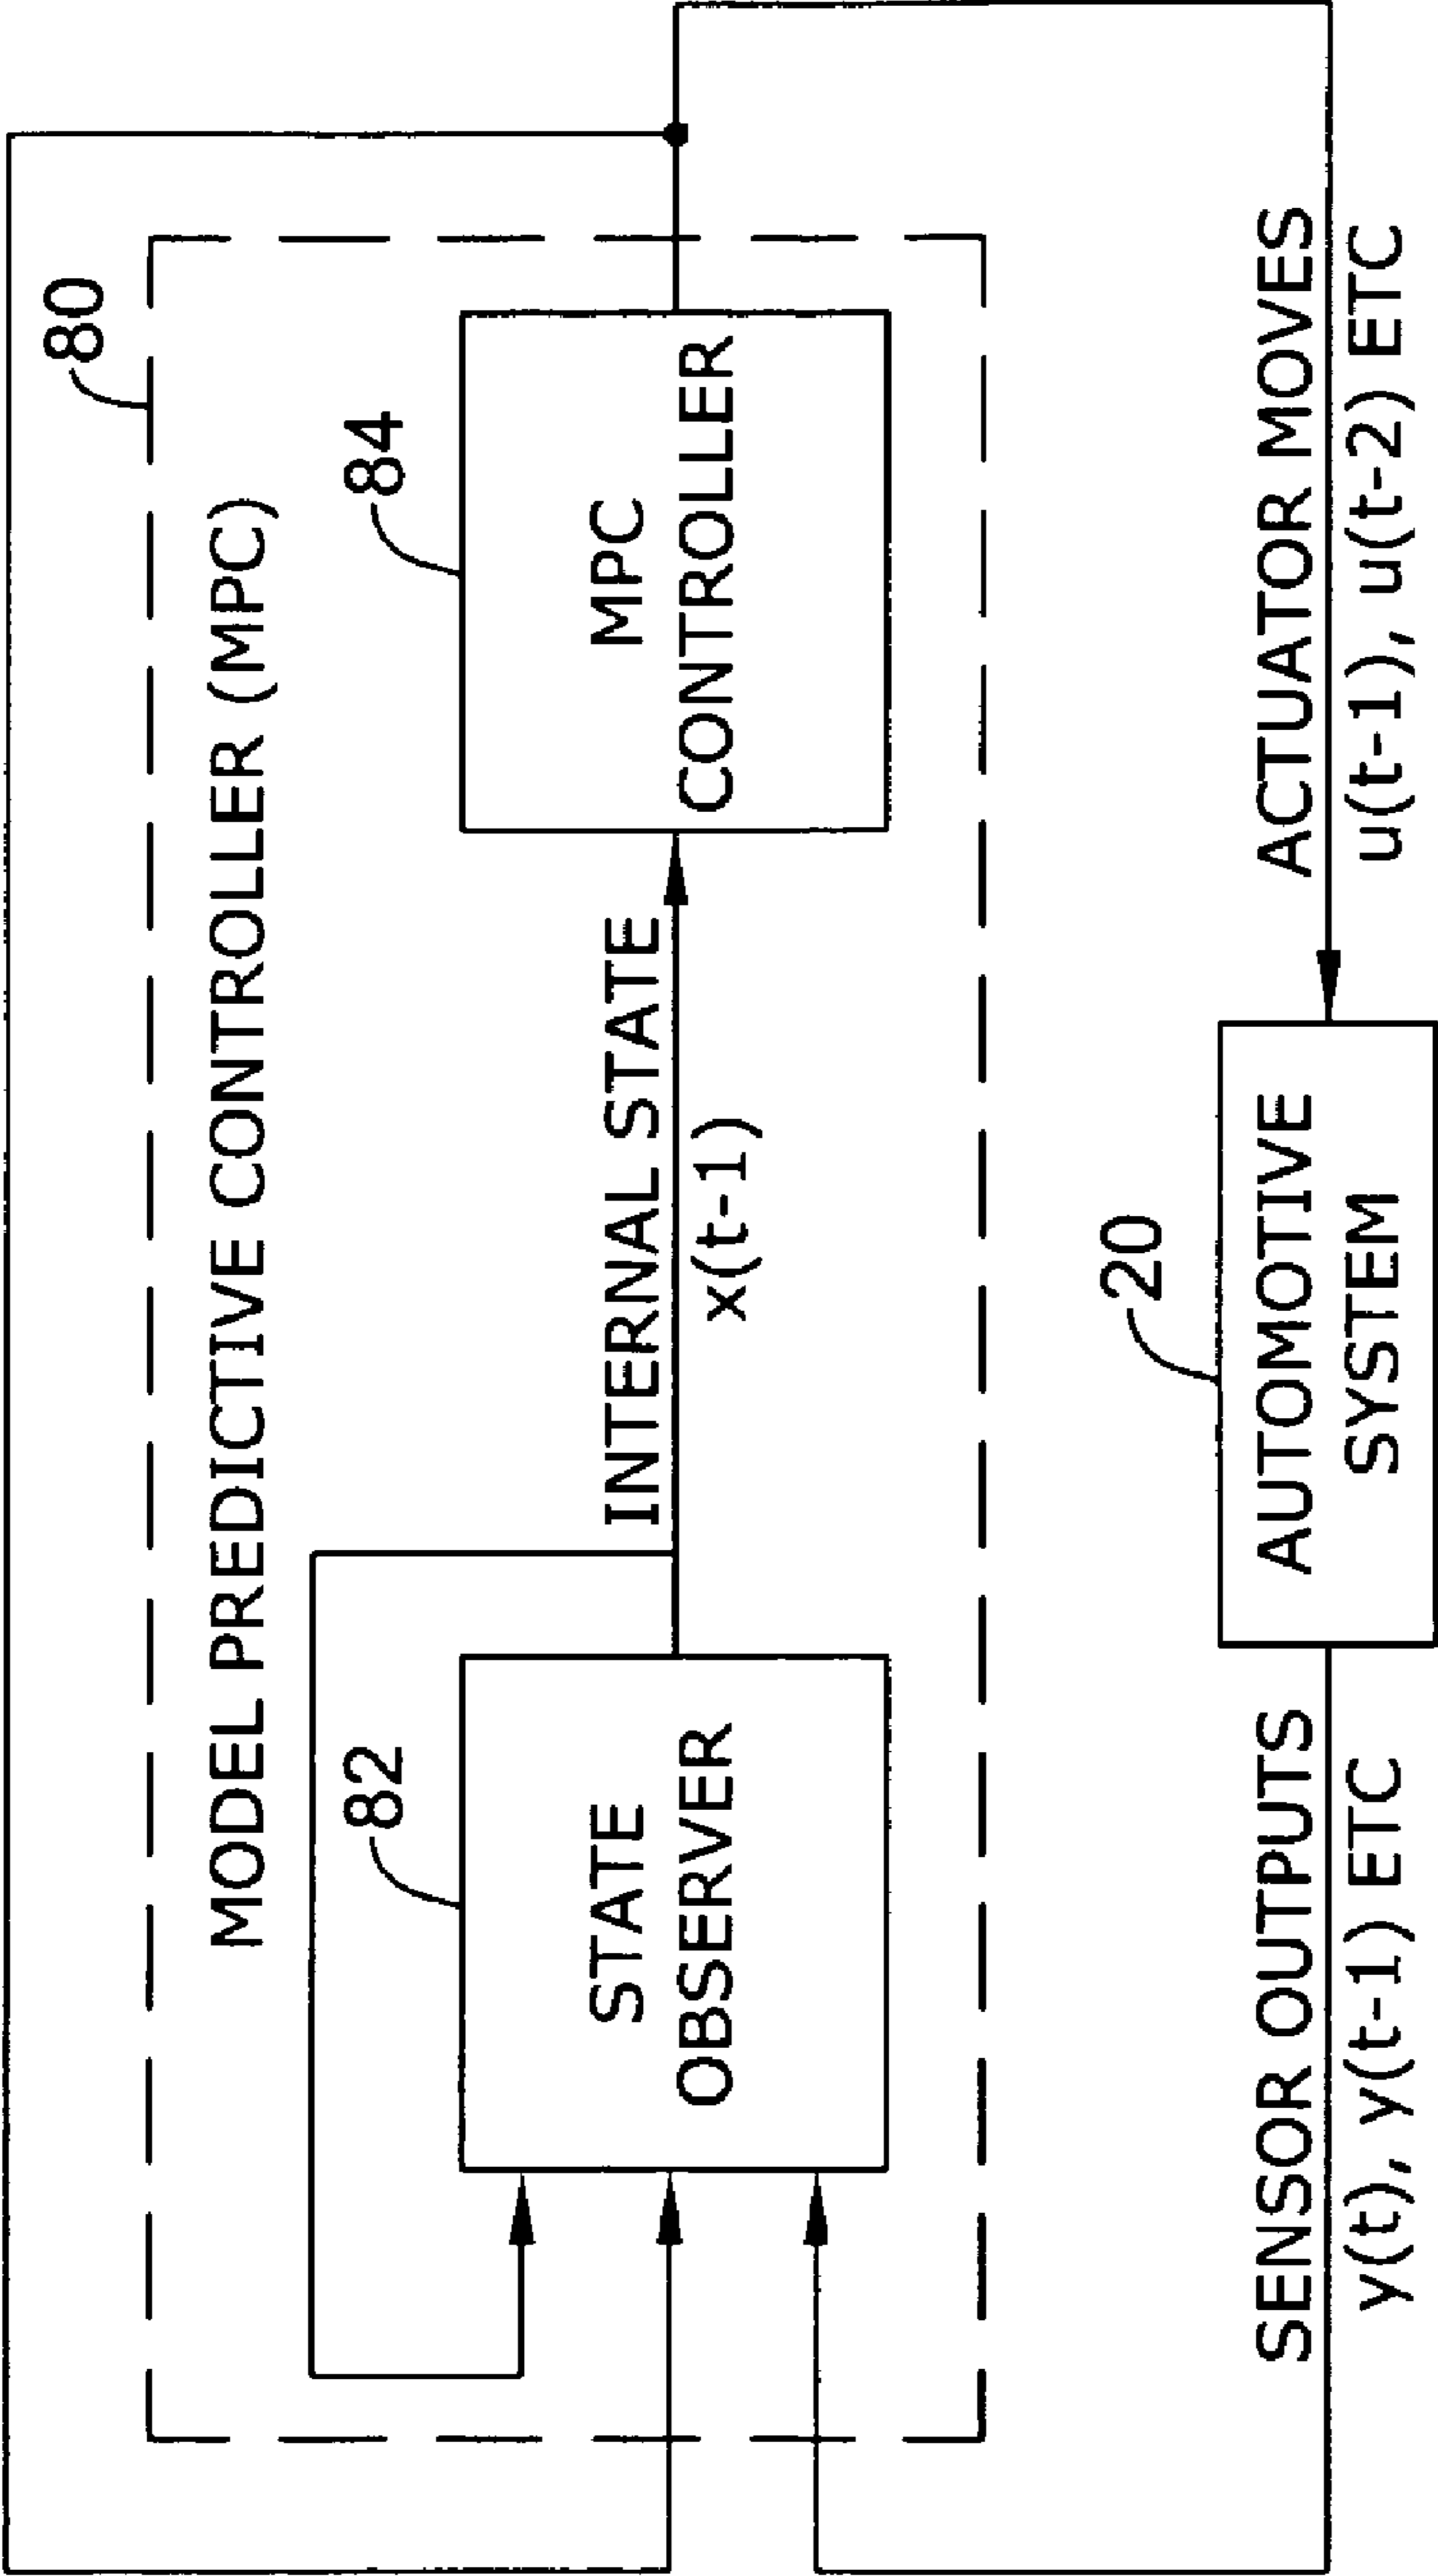 80
MODEL PREDICTIVE CONTROLLER (MPC)
82
84
STATE
OBSERVER
INTERNAL STATE
x(t-1)
MPC
CONTROLLER
20
SENSOR OUTPUTS
y(t), y(t-1) ETC
AUTOMOTIVE
SYSTEM
ACTUATOR MOVES
u(t-1), u(t-2) ETC